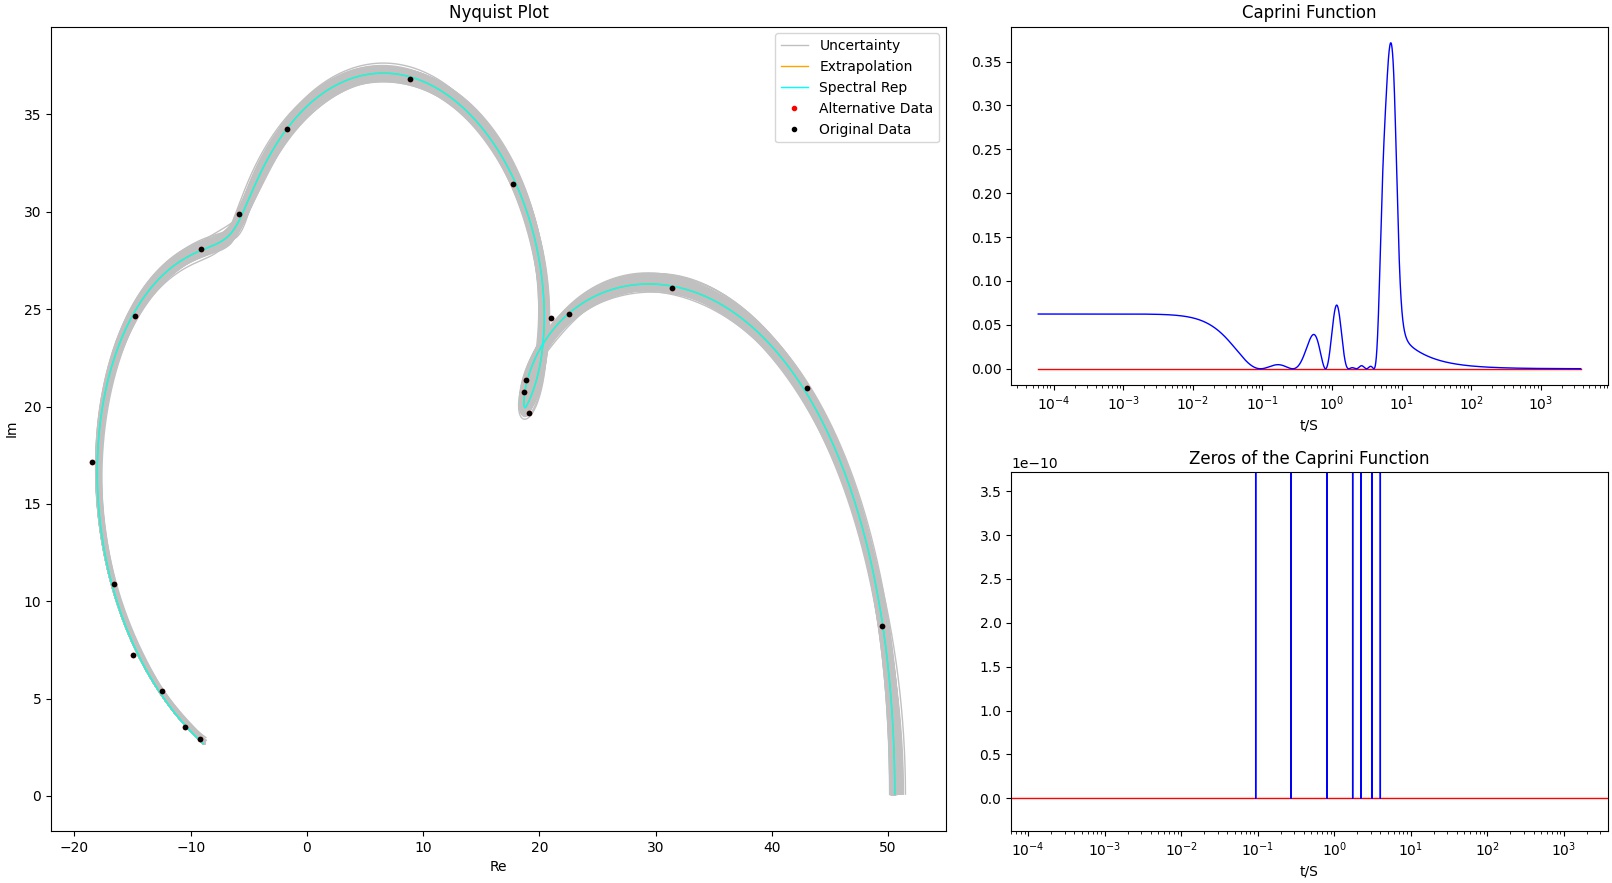 Nyquist Plot
Im
35
30
25
20
15
10
5
0
−20 −10 0 10 20 30 40 50
Re
Uncertainty
Extrapolation
Spectral Rep
Alternative Data
Original Data
Caprini Function
0.35
0.30
0.25
0.20
0.15
0.10
0.05
0.00
10−4 10−3 10−2 10−1 100 101 102 103
t/S
Zeros of the Caprini Function
1e−10
3.5
3.0
2.5
2.0
1.5
1.0
0.5
0.0
10−4 10−3 10−2 10−1 100 101 102 103
t/S